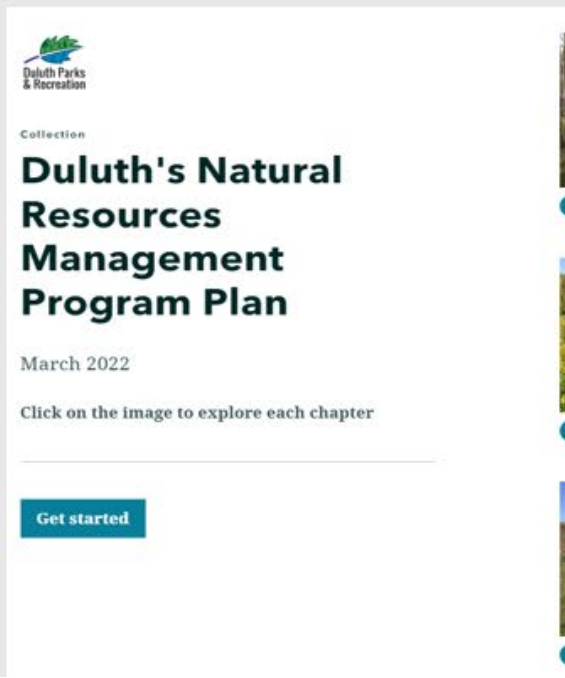 Duluth Parks
& Recreation
Collection
Duluth's Natural
Resources
Management
Program Plan
March 2022
Click on the image to explore each chapter
Get started